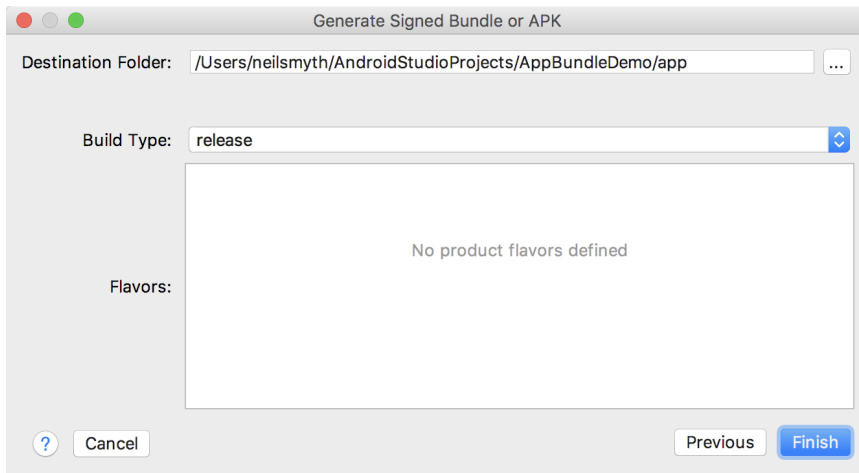 Generate Signed Bundle or APK
Destination Folder: /Users/neilsmyth/AndroidStudioProjects/AppBundleDemo/app ...
Build Type: release
No product flavors defined
Flavors:
? Cancel Previous Finish